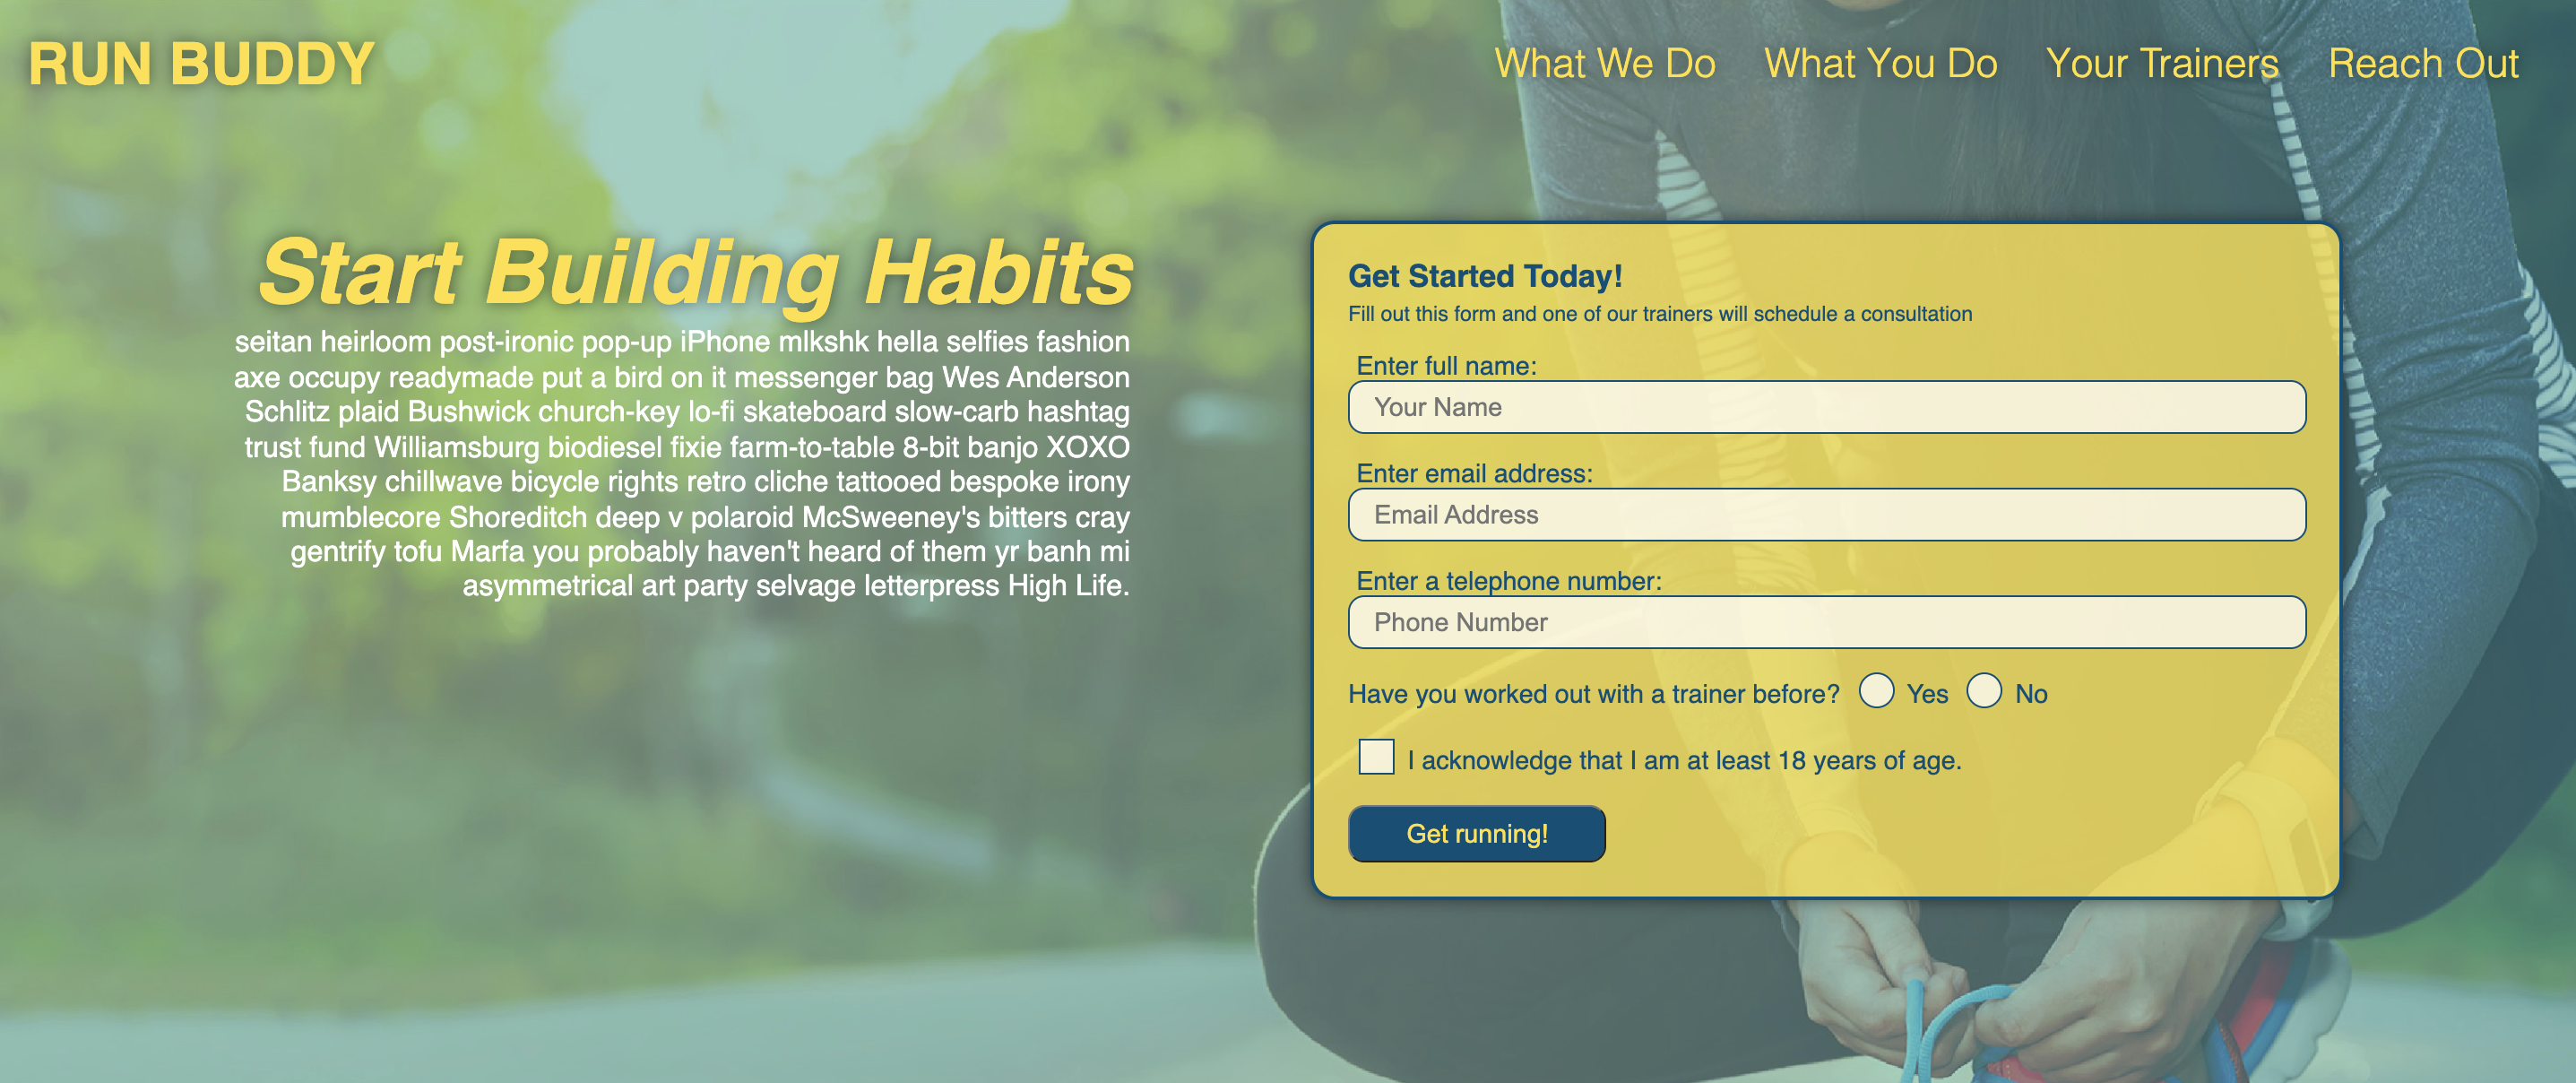 RUN BUDDY
What We Do
What You Do
Your Trainers
Reach Out
Start Building Habits
seitan heirloom post-ironic pop-up iPhone mlkshk hella selfies fashion
axe occupy readymade put a bird on it messenger bag Wes Anderson
Schlitz plaid Bushwick church-key lo-fi skateboard slow-carb hashtag
trust fund Williamsburg biodiesel fixie farm-to-table 8-bit banjo XOXO
Banksy chillwave bicycle rights retro cliche tattooed bespoke irony
mumblecore Shoreditch deep v polaroid McSweeney's bitters cray
gentrify tofu Marfa you probably haven't heard of them yr banh mi
asymmetrical art party selvage letterpress High Life.
Get Started Today!
Fill out this form and one of our trainers will schedule a consultation
Enter full name:
Your Name
Enter email address:
Email Address
Enter a telephone number:
Phone Number
Have you worked out with a trainer before? Yes No
I acknowledge that I am at least 18 years of age.
Get running!